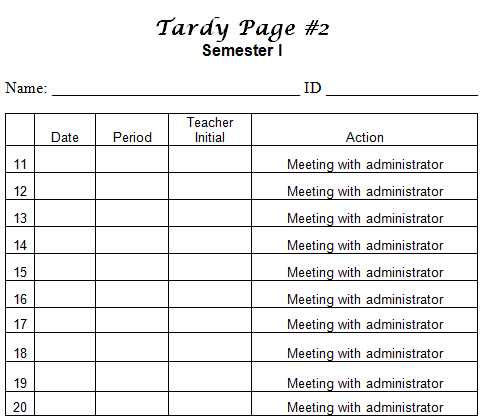 Tardy Page #2
Semester I
Name: ______________________________ ID __________________
Date Period Teacher Initial Action
11 Meeting with administrator
12 Meeting with administrator
13 Meeting with administrator
14 Meeting with administrator
15 Meeting with administrator
16 Meeting with administrator
17 Meeting with administrator
18 Meeting with administrator
19 Meeting with administrator
20 Meeting with administrator